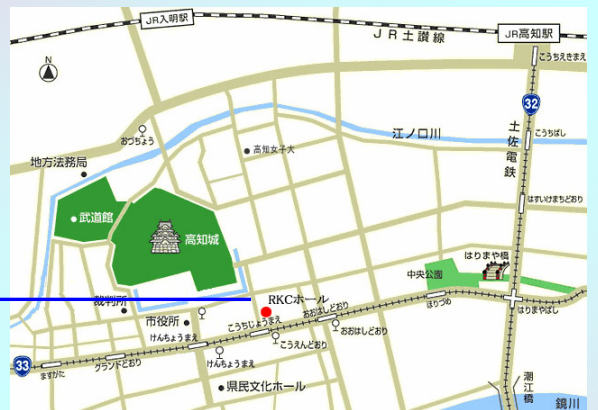 JR入明駅
JR土讃線
JR高知駅
こうちえきまえ
N
32
おづちょう
高知女子大
江ノ口川
こうちばし
土佐電鉄
地方法務局
はすいけまちどおり
武道館
高知城
はりまや橋
中央公園
RKCホール
裁判所
おおはしどおり
ほりづめ
はりまやばし
市役所
こうちじょうまえ
おおはしどおり
けんちょうまえ
こうえんどおり
グランドどおり
けんちょうまえ
33
ますがた
県民文化ホール
潮江橋
鏡川